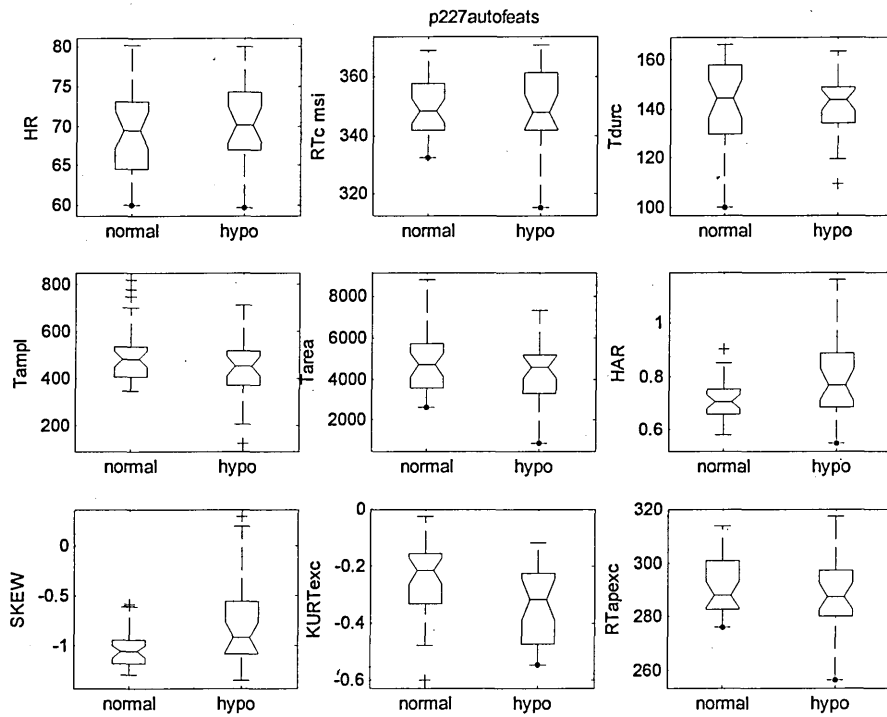 p227autofeats
HR
80
75
70
65
60
normal hypo
RTc msi
360
340
320
normal hypo
Tdurc
160
140
120
100
normal hypo
Tampl
800
600
400
200
normal hypo
Tarea
8000
6000
4000
2000
normal hypo
HAR
1
0.8
0.6
normal hypo
SKEW
0
-0.5
-1
normal hypo
KURTexc
0
-0.2
-0.4
-0.6
normal hypo
RTapexc
320
300
280
260
normal hypo